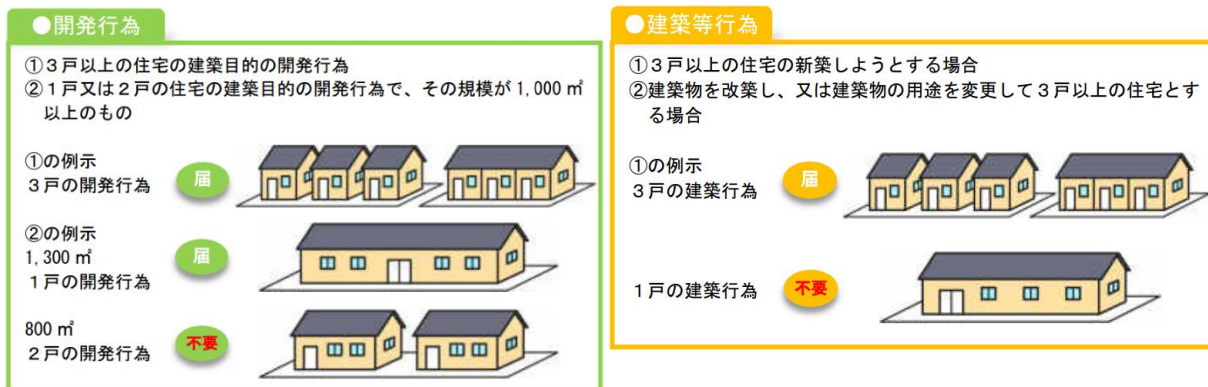 ●開発行為
①３戸以上の住宅の建築目的の開発行為
②１戸又は２戸の住宅の建築目的の開発行為で、その規模が 1,000 ㎡
以上のもの
①の例示
３戸の開発行為
届
②の例示
1,300 ㎡
１戸の開発行為
届
800 ㎡
２戸の開発行為
不要
●建築等行為
①３戸以上の住宅の新築しようとする場合
②建築物を改築し、又は建築物の用途を変更して３戸以上の住宅とす
る場合
①の例示
３戸の建築行為
届
１戸の建築行為
不要